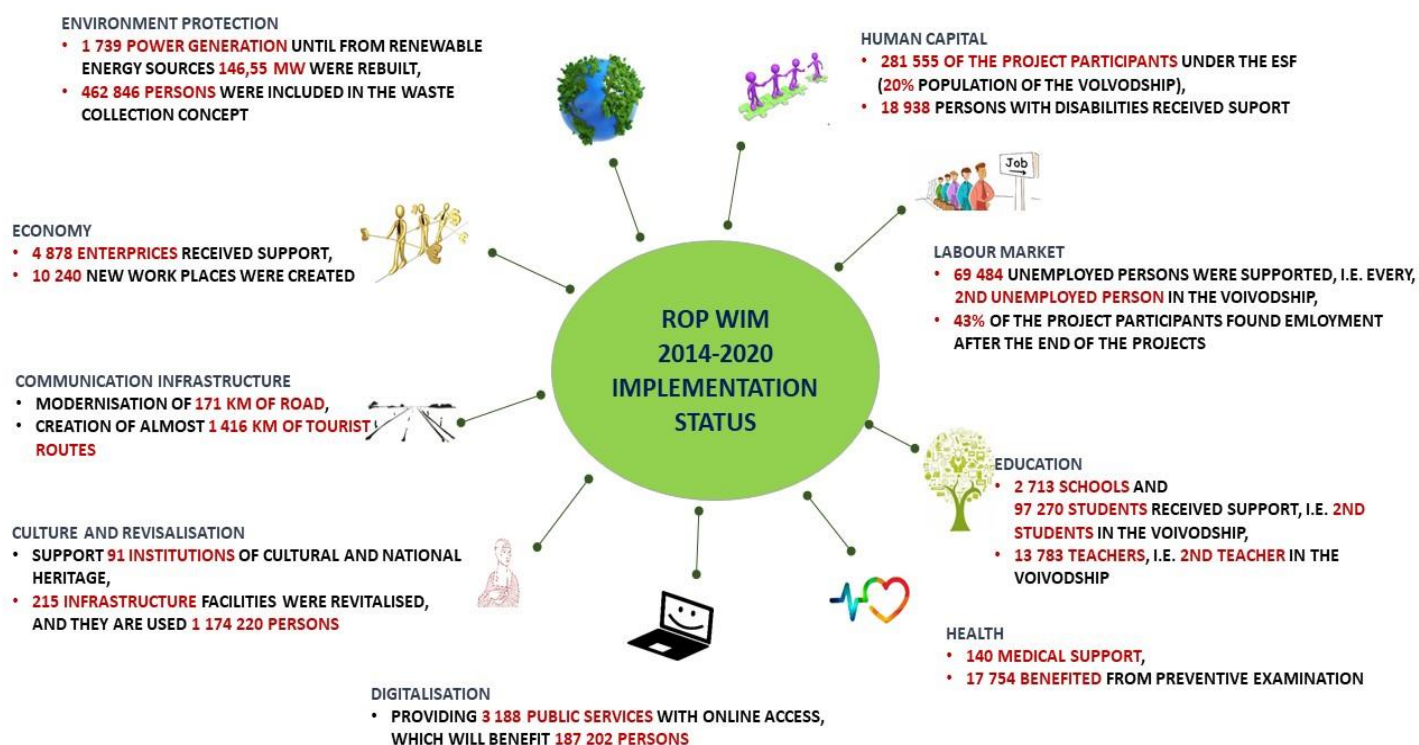 ENVIRONMENT PROTECTION
• 1 739 POWER GENERATION UNTIL FROM RENEWABLE
ENERGY SOURCES 146,55 MW WERE REBUILT,
• 462 846 PERSONS WERE INCLUDED IN THE WASTE
COLLECTION CONCEPT
HUMAN CAPITAL
• 281 555 OF THE PROJECT PARTICIPANTS UNDER THE ESF
(20% POPULATION OF THE VOLVODSHIP),
• 18 938 PERSONS WITH DISABILITIES RECEIVED SUPORT
Job
ECONOMY
• 4 878 ENTERPRICES RECEIVED SUPPORT,
• 10 240 NEW WORK PLACES WERE CREATED
LABOUR MARKET
• 69 484 UNEMPLOYED PERSONS WERE SUPPORTED, I.E. EVERY,
2ND UNEMPLOYED PERSON IN THE VOIVODSHIP,
• 43% OF THE PROJECT PARTICIPANTS FOUND EMLOYMENT
AFTER THE END OF THE PROJECTS
ROP WIM
2014-2020
IMPLEMENTATION
STATUS
COMMUNICATION INFRASTRUCTURE
• MODERNISATION OF 171 KM OF ROAD,
• CREATION OF ALMOST 1 416 KM OF TOURIST
ROUTES
EDUCATION
• 2 713 SCHOOLS AND
97 270 STUDENTS RECEIVED SUPPORT, I.E. 2ND
STUDENTS IN THE VOIVODSHIP,
• 13 783 TEACHERS, I.E. 2ND TEACHER IN THE
VOIVODSHIP
CULTURE AND REVISALISATION
• SUPPORT 91 INSTITUTIONS OF CULTURAL AND NATIONAL
HERITAGE,
• 215 INFRASTRUCTURE FACILITIES WERE REVITALISED,
AND THEY ARE USED 1 174 220 PERSONS
HEALTH
• 140 MEDICAL SUPPORT,
• 17 754 BENEFITED FROM PREVENTIVE EXAMINATION
DIGITALISATION
• PROVIDING 3 188 PUBLIC SERVICES WITH ONLINE ACCESS,
WHICH WILL BENEFIT 187 202 PERSONS